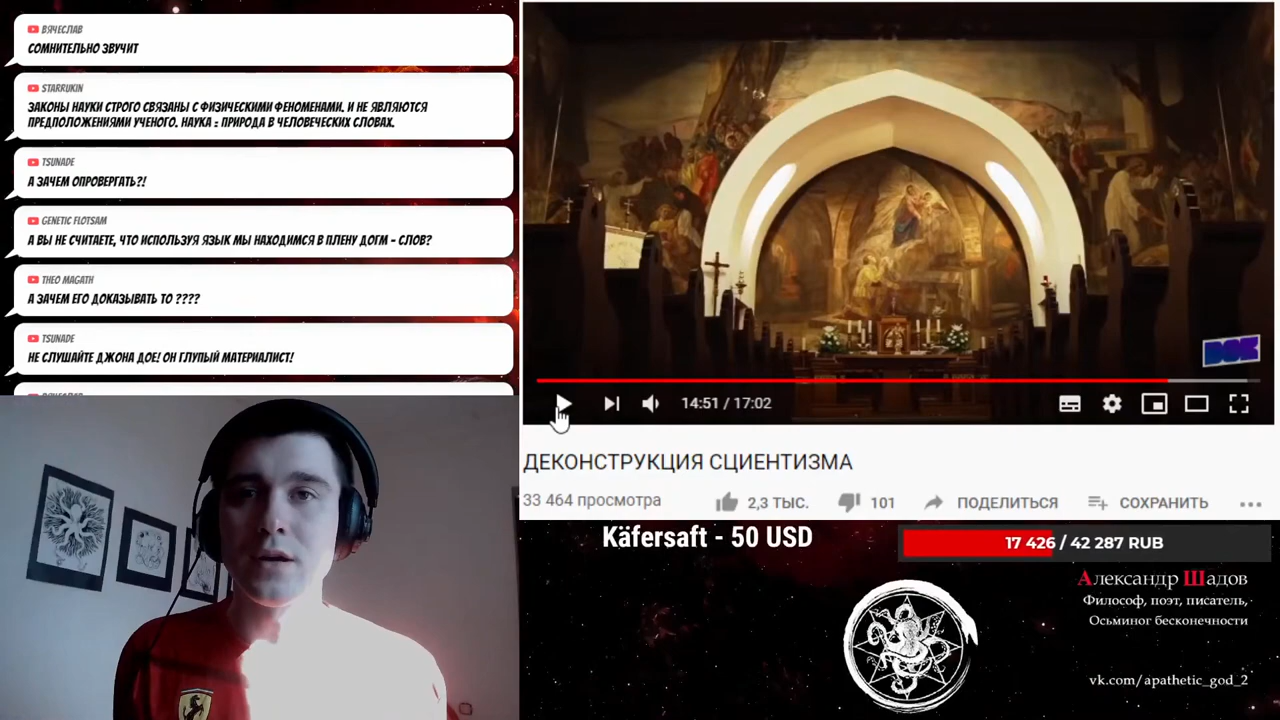 ВЯЧЕСЛАВ
СОМНИТЕЛЬНО ЗВУЧИТ
STARRUKIN
ЗАКОНЫ НАУКИ СТРОГО СВЯЗАНЫ С ФИЗИЧЕСКИМИ ФЕНОМЕНАМИ. И НЕ ЯВЛЯЮТСЯ
ПРЕДПОЛОЖЕНИЯМИ УЧЕНОГО. НАУКА = ПРИРОДА В ЧЕЛОВЕЧЕСКИХ СЛОВАХ.
TSUNADE
А ЗАЧЕМ ОПРОВЕРГАТЬ?!
GENETIC FLOTSAM
А ВЫ НЕ СЧИТАЕТЕ, ЧТО ИСПОЛЬЗУЯ ЯЗЫК МЫ НАХОДИМСЯ В ПЛЕНУ ДОГМ - СЛОВ?
THEO MAGATH
А ЗАЧЕМ ЕГО ДОКАЗЫВАТЬ ТО ????
TSUNADE
НЕ СЛУШАЙТЕ ДЖОНА ДОЕ! ОН ГЛУПЫЙ МАТЕРИАЛИСТ!
ВОК
14:51 / 17:02
ДЕКОНСТРУКЦИЯ СЦИЕНТИЗМА
33 464 просмотра
2,3 ТЫС.
101
ПОДЕЛИТЬСЯ
СОХРАНИТЬ
Käfersaft - 50 USD
17 426 / 42 287 RUB
Александр Шадов
Философ, поэт, писатель,
Осьминог бесконечности
vk.com/apathetic_god_2